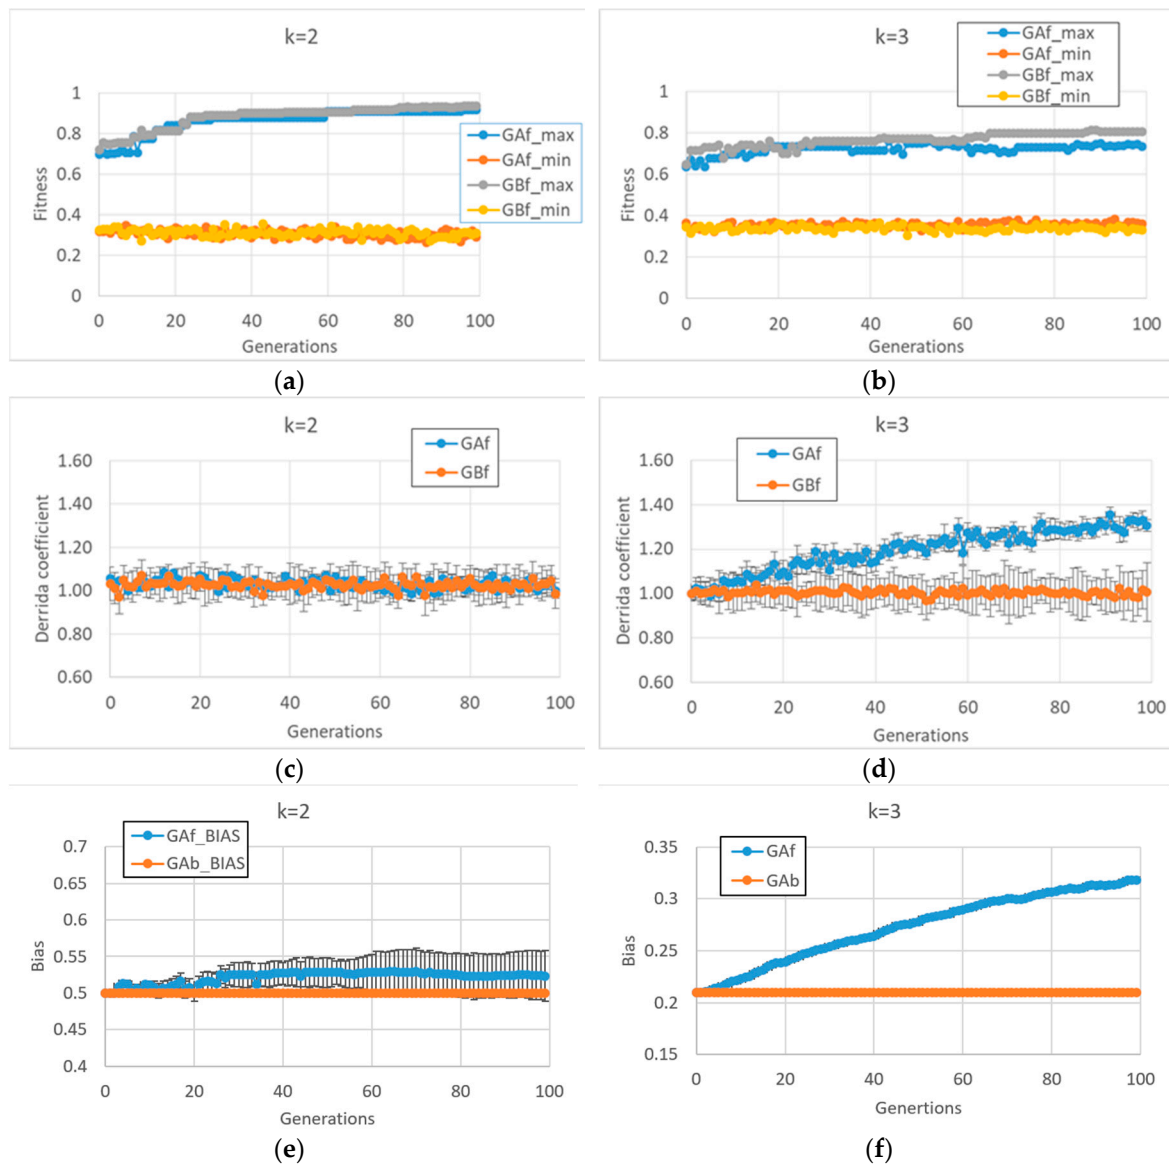 k=2
GAf_max
GAf_min
GBf_max
GBf_min
Fitness
1
0.8
0.6
0.4
0.2
0
0
20
40
60
80
100
Generations
(a)
k=3
GAf_max
GAf_min
GBf_max
GBf_min
Fitness
1
0.8
0.6
0.4
0.2
0
0
20
40
60
80
100
Generations
(b)
k=2
GAf
GBf
Derrida coefficient
1.60
1.40
1.20
1.00
0.80
0.60
0
20
40
60
80
100
Generations
(c)
k=3
GAf
GBf
Derrida coefficient
1.60
1.40
1.20
1.00
0.80
0.60
0
20
40
60
80
100
Generations
(d)
k=2
GAf_BIAS
GAb_BIAS
Bias
0.7
0.65
0.6
0.55
0.5
0.45
0.4
0
20
40
60
80
100
Generations
(e)
k=3
GAf
GAb
Bias
0.35
0.3
0.25
0.2
0.15
0
20
40
60
80
100
Genertions
(f)